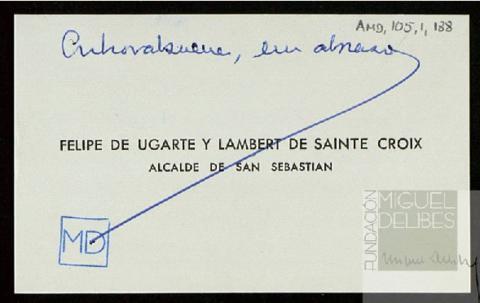 AMD, 105, 1, 188
Enhorabuena, un abrazo
FELIPE DE UGARTE Y LAMBERT DE SAINTE CROIX
ALCALDE DE SAN SEBASTIAN
MD
FUNDACIÓN
MIGUEL
DELIBES